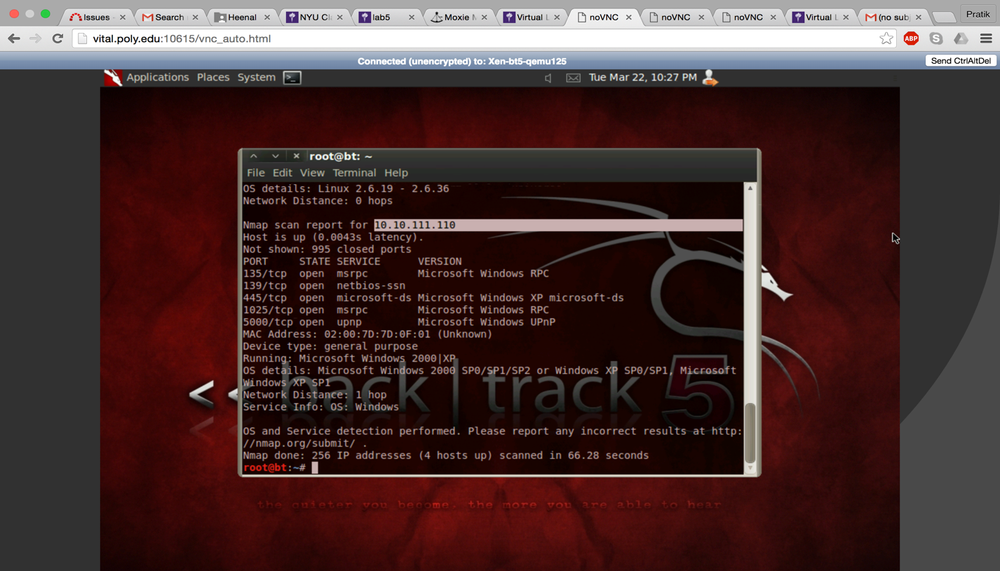 Issues
Search
Heenal
NYU Cl
lab5
Moxie M
Virtual L
noVNC
noVNC
noVNC
Virtual L
(no sub
Pratik
vital.poly.edu:10615/vnc_auto.html
ABP
Connected (unencrypted) to: Xen-bt5-qemu125
Send CtrlAltDel
Applications Places System
Tue Mar 22, 10:27 PM
root@bt: ~
File Edit View Terminal Help
OS details: Linux 2.6.19 - 2.6.36
Network Distance: 0 hops
Nmap scan report for 10.10.111.110
Host is up (0.0043s latency).
Not shown: 995 closed ports
PORT STATE SERVICE VERSION
135/tcp open msrpc Microsoft Windows RPC
139/tcp open netbios-ssn
445/tcp open microsoft-ds Microsoft Windows XP microsoft-ds
1025/tcp open msrpc Microsoft Windows RPC
5000/tcp open upnp Microsoft Windows UPnP
MAC Address: 02:00:7D:7D:0F:01 (Unknown)
Device type: general purpose
Running: Microsoft Windows 2000|XP
OS details: Microsoft Windows 2000 SP0/SP1/SP2 or Windows XP SP0/SP1, Microsoft
Windows XP SP1
Network Distance: 1 hop
Service Info: OS: Windows
OS and Service detection performed. Please report any incorrect results at http:
//nmap.org/submit/ .
Nmap done: 256 IP addresses (4 hosts up) scanned in 66.28 seconds
root@bt:~#
<< back | track 5
the quieter you become, the more you are able to hear